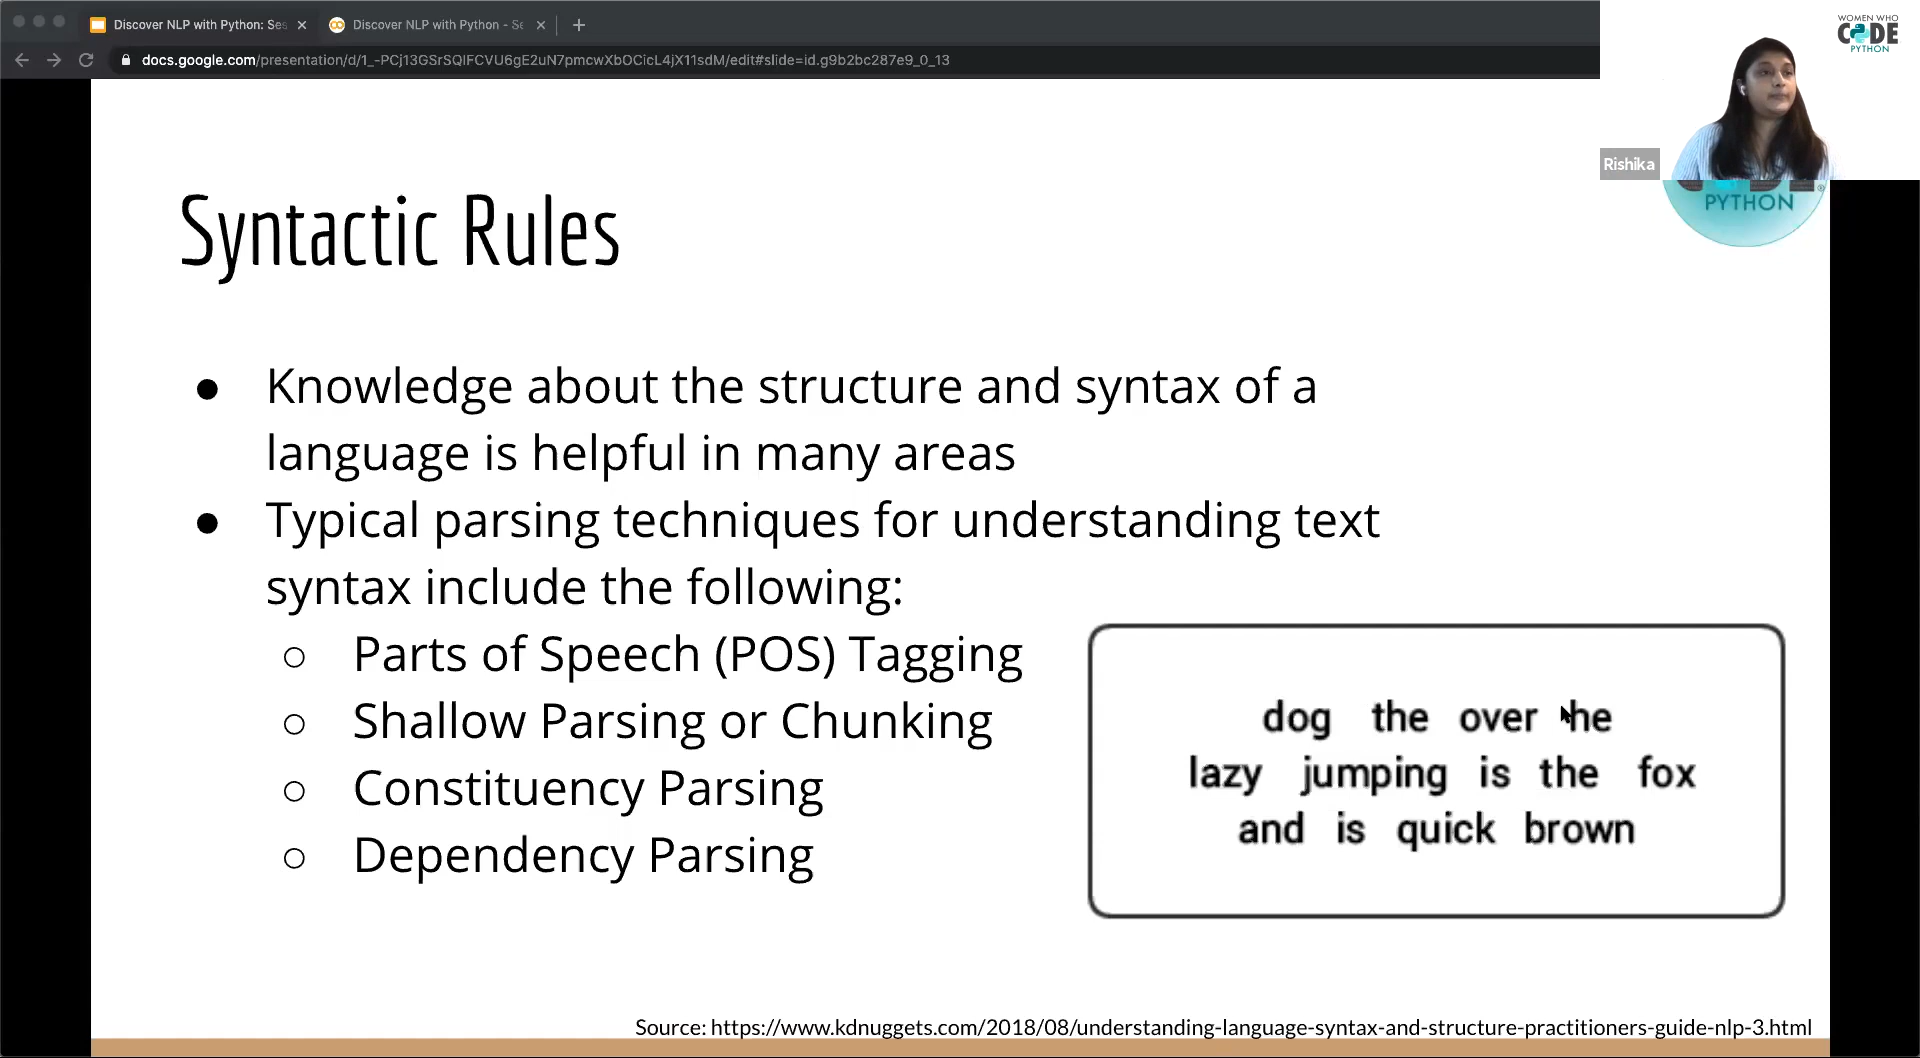 Discover NLP with Python: Ses
Discover NLP with Python - Se
docs.google.com/presentation/d/1_-PCj13GSrSQIFCVU6gE2uN7pmcwXbOCicL4jX11sdM/edit#slide=id.g9b2bc287e9_0_13
WOMEN WHO
CODE
PYTHON
Rishika
PYTHON
Syntactic Rules
● Knowledge about the structure and syntax of a
language is helpful in many areas
● Typical parsing techniques for understanding text
syntax include the following:
○ Parts of Speech (POS) Tagging
○ Shallow Parsing or Chunking
○ Constituency Parsing
○ Dependency Parsing
dog the over he
lazy jumping is the fox
and is quick brown
Source: https://www.kdnuggets.com/2018/08/understanding-language-syntax-and-structure-practitioners-guide-nlp-3.html